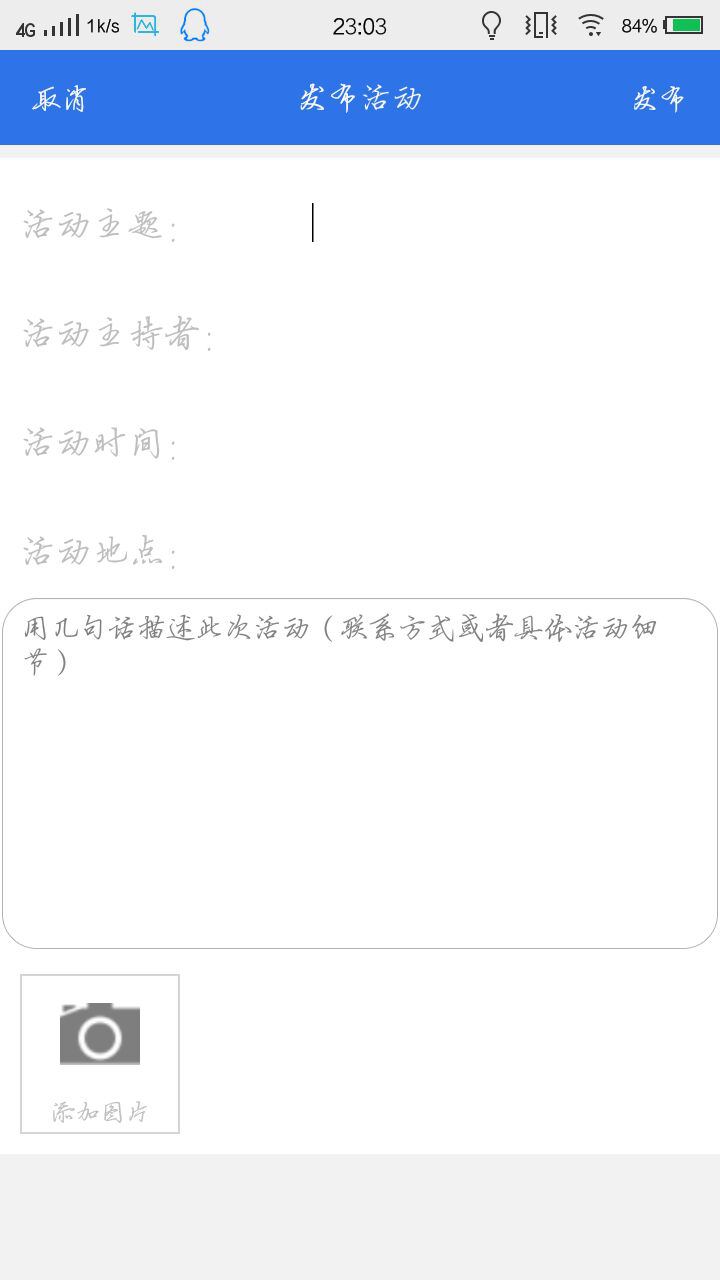 4G 1k/s 23:03 84%
取消 发布活动 发布
活动主题：
活动主持者：
活动时间：
活动地点：
用几句话描述此次活动（联系方式或者具体活动细
节）
添加图片